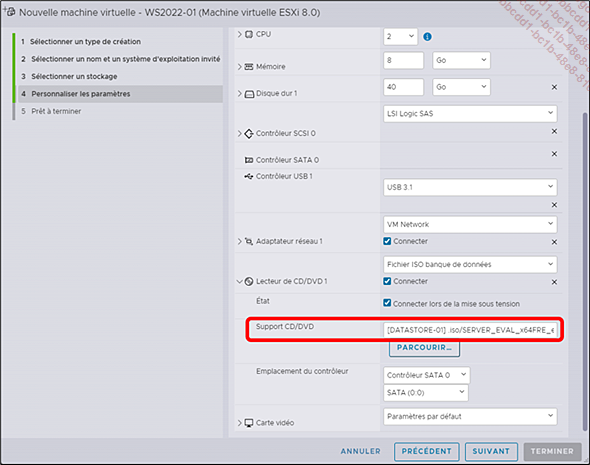 Nouvelle machine virtuelle - WS2022-01 (Machine virtuelle ESXi 8.0)
1 Sélectionner un type de création
2 Sélectionner un nom et un système d'exploitation invité
3 Sélectionner un stockage
4 Personnaliser les paramètres
5 Prêt à terminer
CPU 2
Mémoire 8 Go
Disque dur 1 40 Go
LSI Logic SAS
Contrôleur SCSI 0
Contrôleur SATA 0
Contrôleur USB 1
USB 3.1
VM Network
Adaptateur réseau 1 Connecter
Fichier ISO banque de données
Lecteur de CD/DVD 1 Connecter
État Connecter lors de la mise sous tension
Support CD/DVD [DATASTORE-01] .iso/SERVER_EVAL_x64FRE_e
PARCOURIR...
Emplacement du contrôleur Contrôleur SATA 0
SATA (0:0)
Carte vidéo Paramètres par défaut
ANNULER PRÉCÉDENT SUIVANT TERMINER